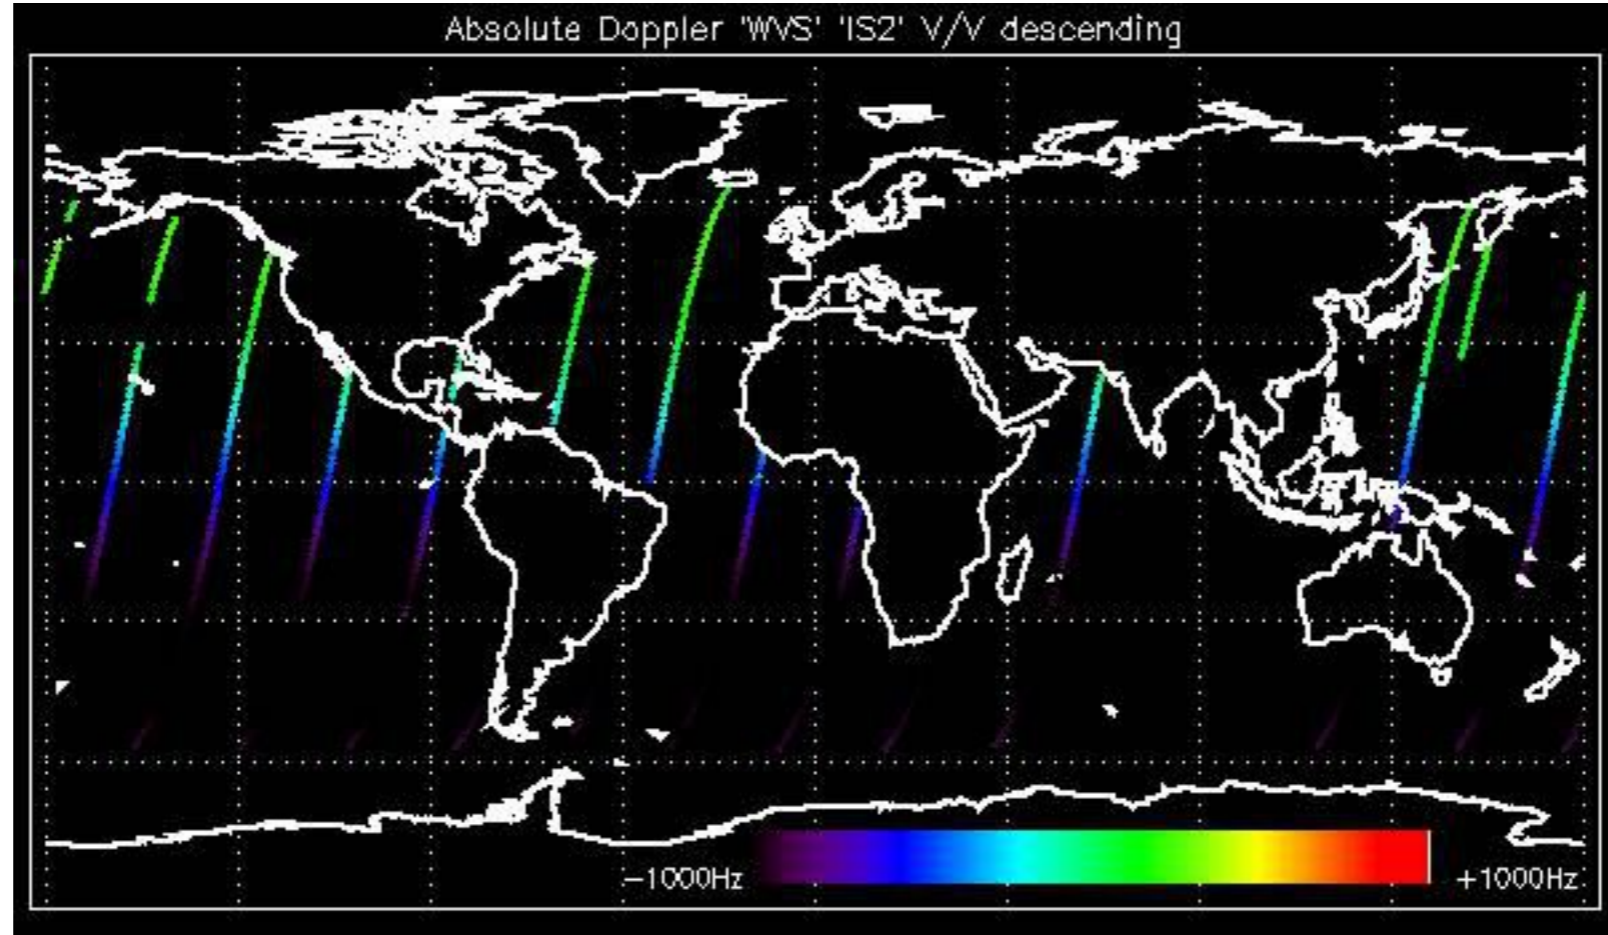 Absolute Doppler 'WVS' 'IS2' V/V descending
-1000Hz
+1000Hz